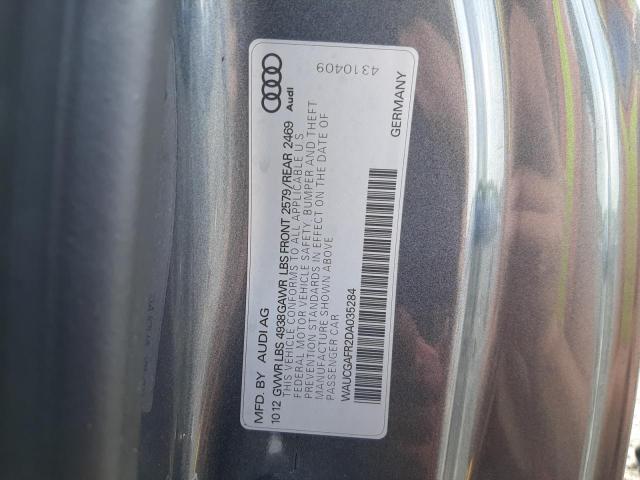 MFD. BY AUDI AG
1012 GVWR LBS 4938 GAWR LBS FRONT 2579/REAR 2469
THIS VEHICLE CONFORMS TO ALL APPLICABLE U.S
FEDERAL MOTOR VEHICLE SAFETY, BUMPER AND THEFT
PREVENTION STANDARDS IN EFFECT ON THE DATE OF
MANUFACTURE SHOWN ABOVE
PASSENGER CAR
WAUCGAFR2DA035284
Audi
4310409
GERMANY